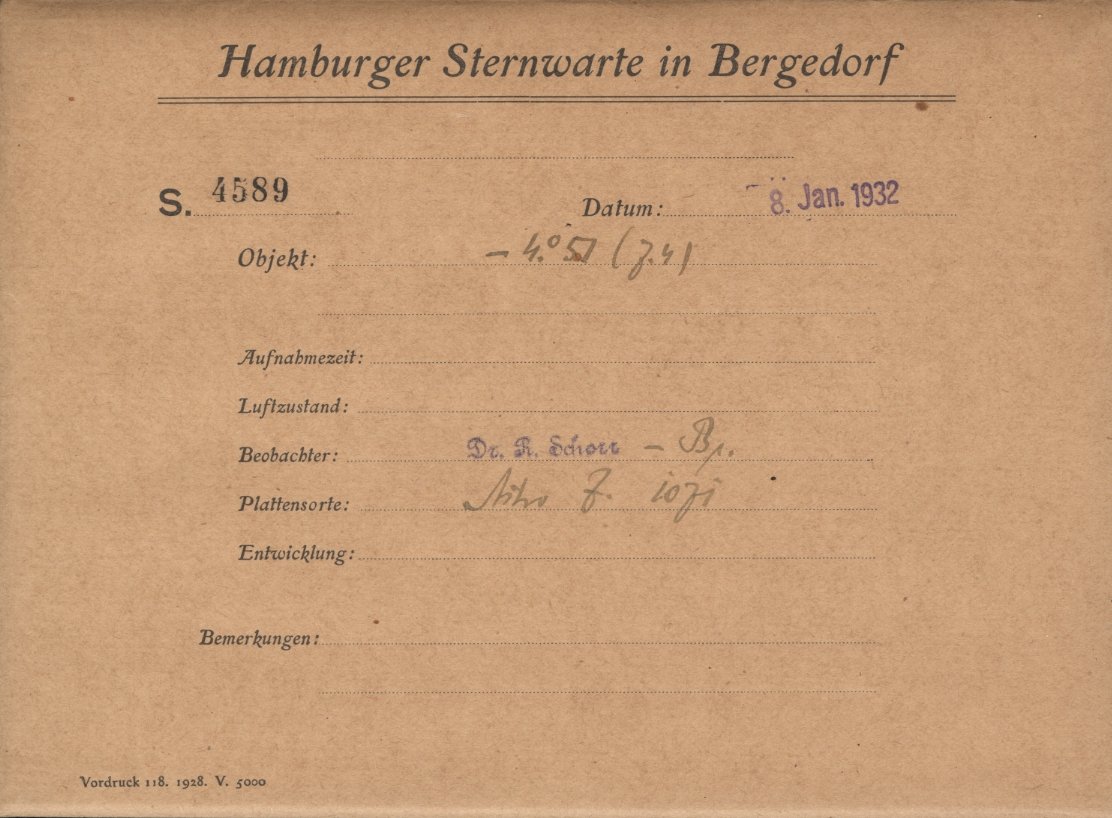 Hamburger Sternwarte in Bergedorf
S. 4589 Datum: 8. Jan. 1932
Objekt: – 4.° 51 (7.4)
Aufnahmezeit:
Luftzustand:
Beobachter: Dr. R. Schorr –
Plattensorte:
Entwicklung:
Bemerkungen:
Vordruck 118. 1928. V. 5000